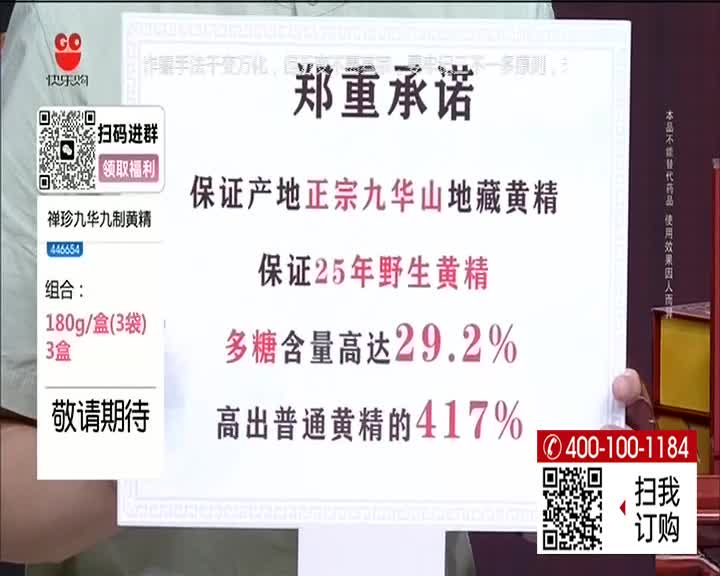 GO
快乐购
郑重承诺
扫码进群
领取福利
保证产地正宗九华山地藏黄精
禅珍九华九制黄精
446654
保证25年野生黄精
组合：
180g/盒(3袋)
3盒
多糖含量高达29.2%
敬请期待
高出普通黄精的417%
本品不能替代药品 使用效果因人而异
400-100-1184
扫我
订购